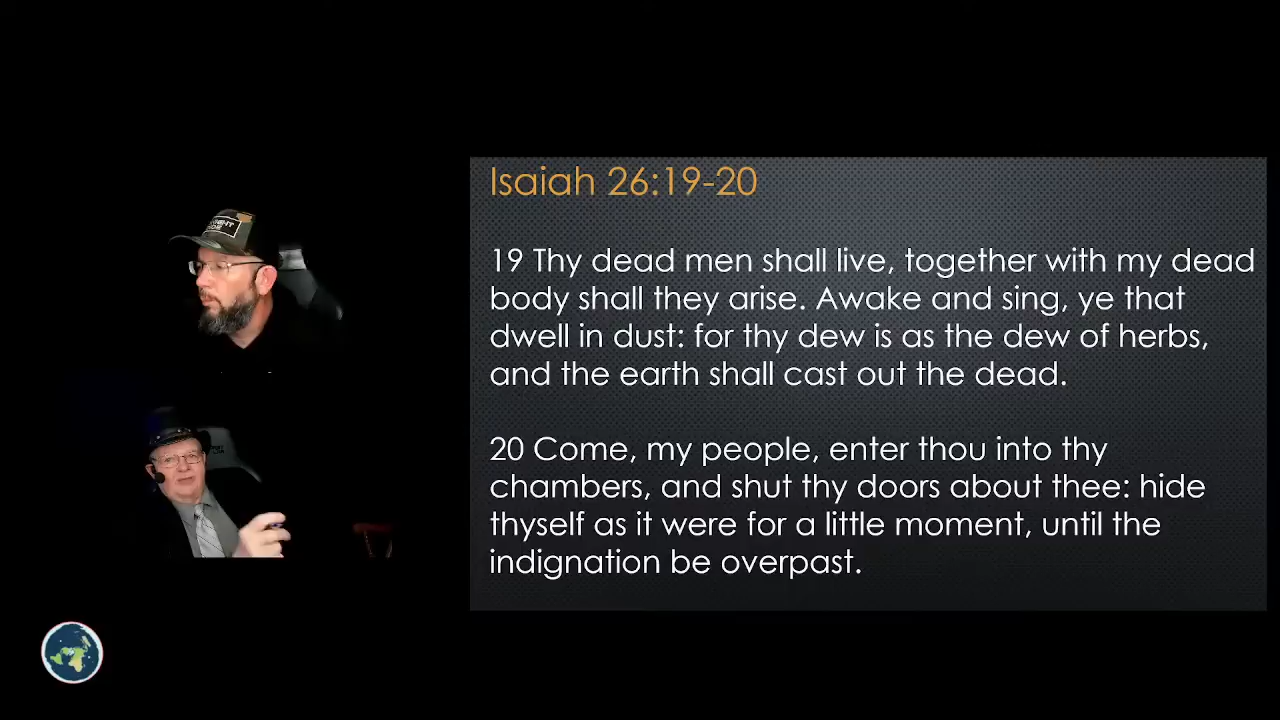 Isaiah 26:19-20
19 Thy dead men shall live, together with my dead
body shall they arise. Awake and sing, ye that
dwell in dust: for thy dew is as the dew of herbs,
and the earth shall cast out the dead.
20 Come, my people, enter thou into thy
chambers, and shut thy doors about thee: hide
thyself as it were for a little moment, until the
indignation be overpast.